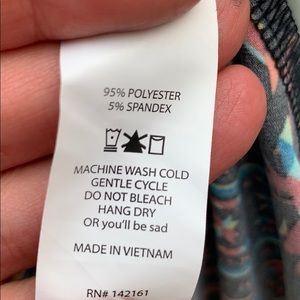 95% POLYESTER
5% SPANDEX
MACHINE WASH COLD
GENTLE CYCLE
DO NOT BLEACH
HANG DRY
OR you'll be sad
MADE IN VIETNAM
RN# 142161